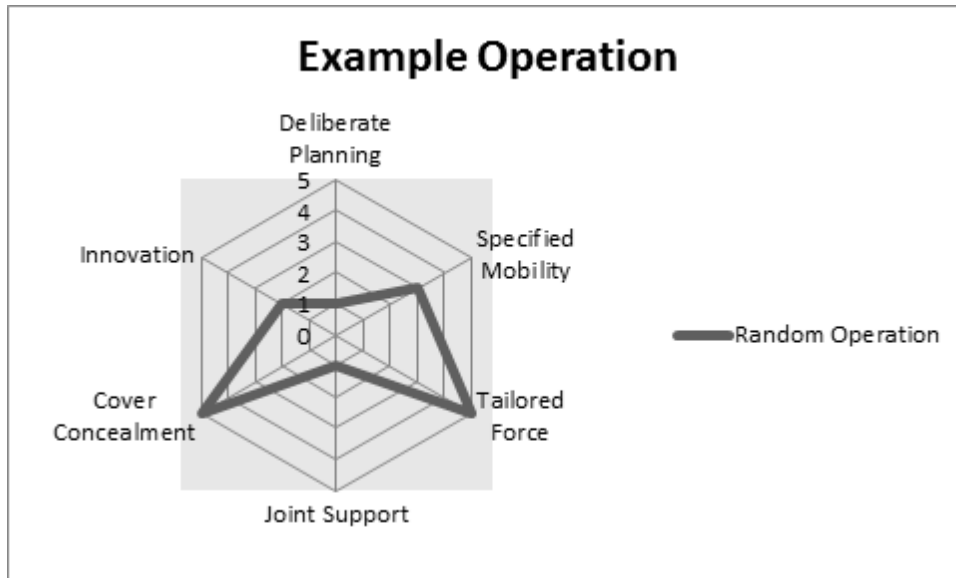 Example Operation
Deliberate
Planning
5
4
3
2
1
0
Specified
Mobility
Innovation
Random Operation
Cover
Concealment
Tailored
Force
Joint Support